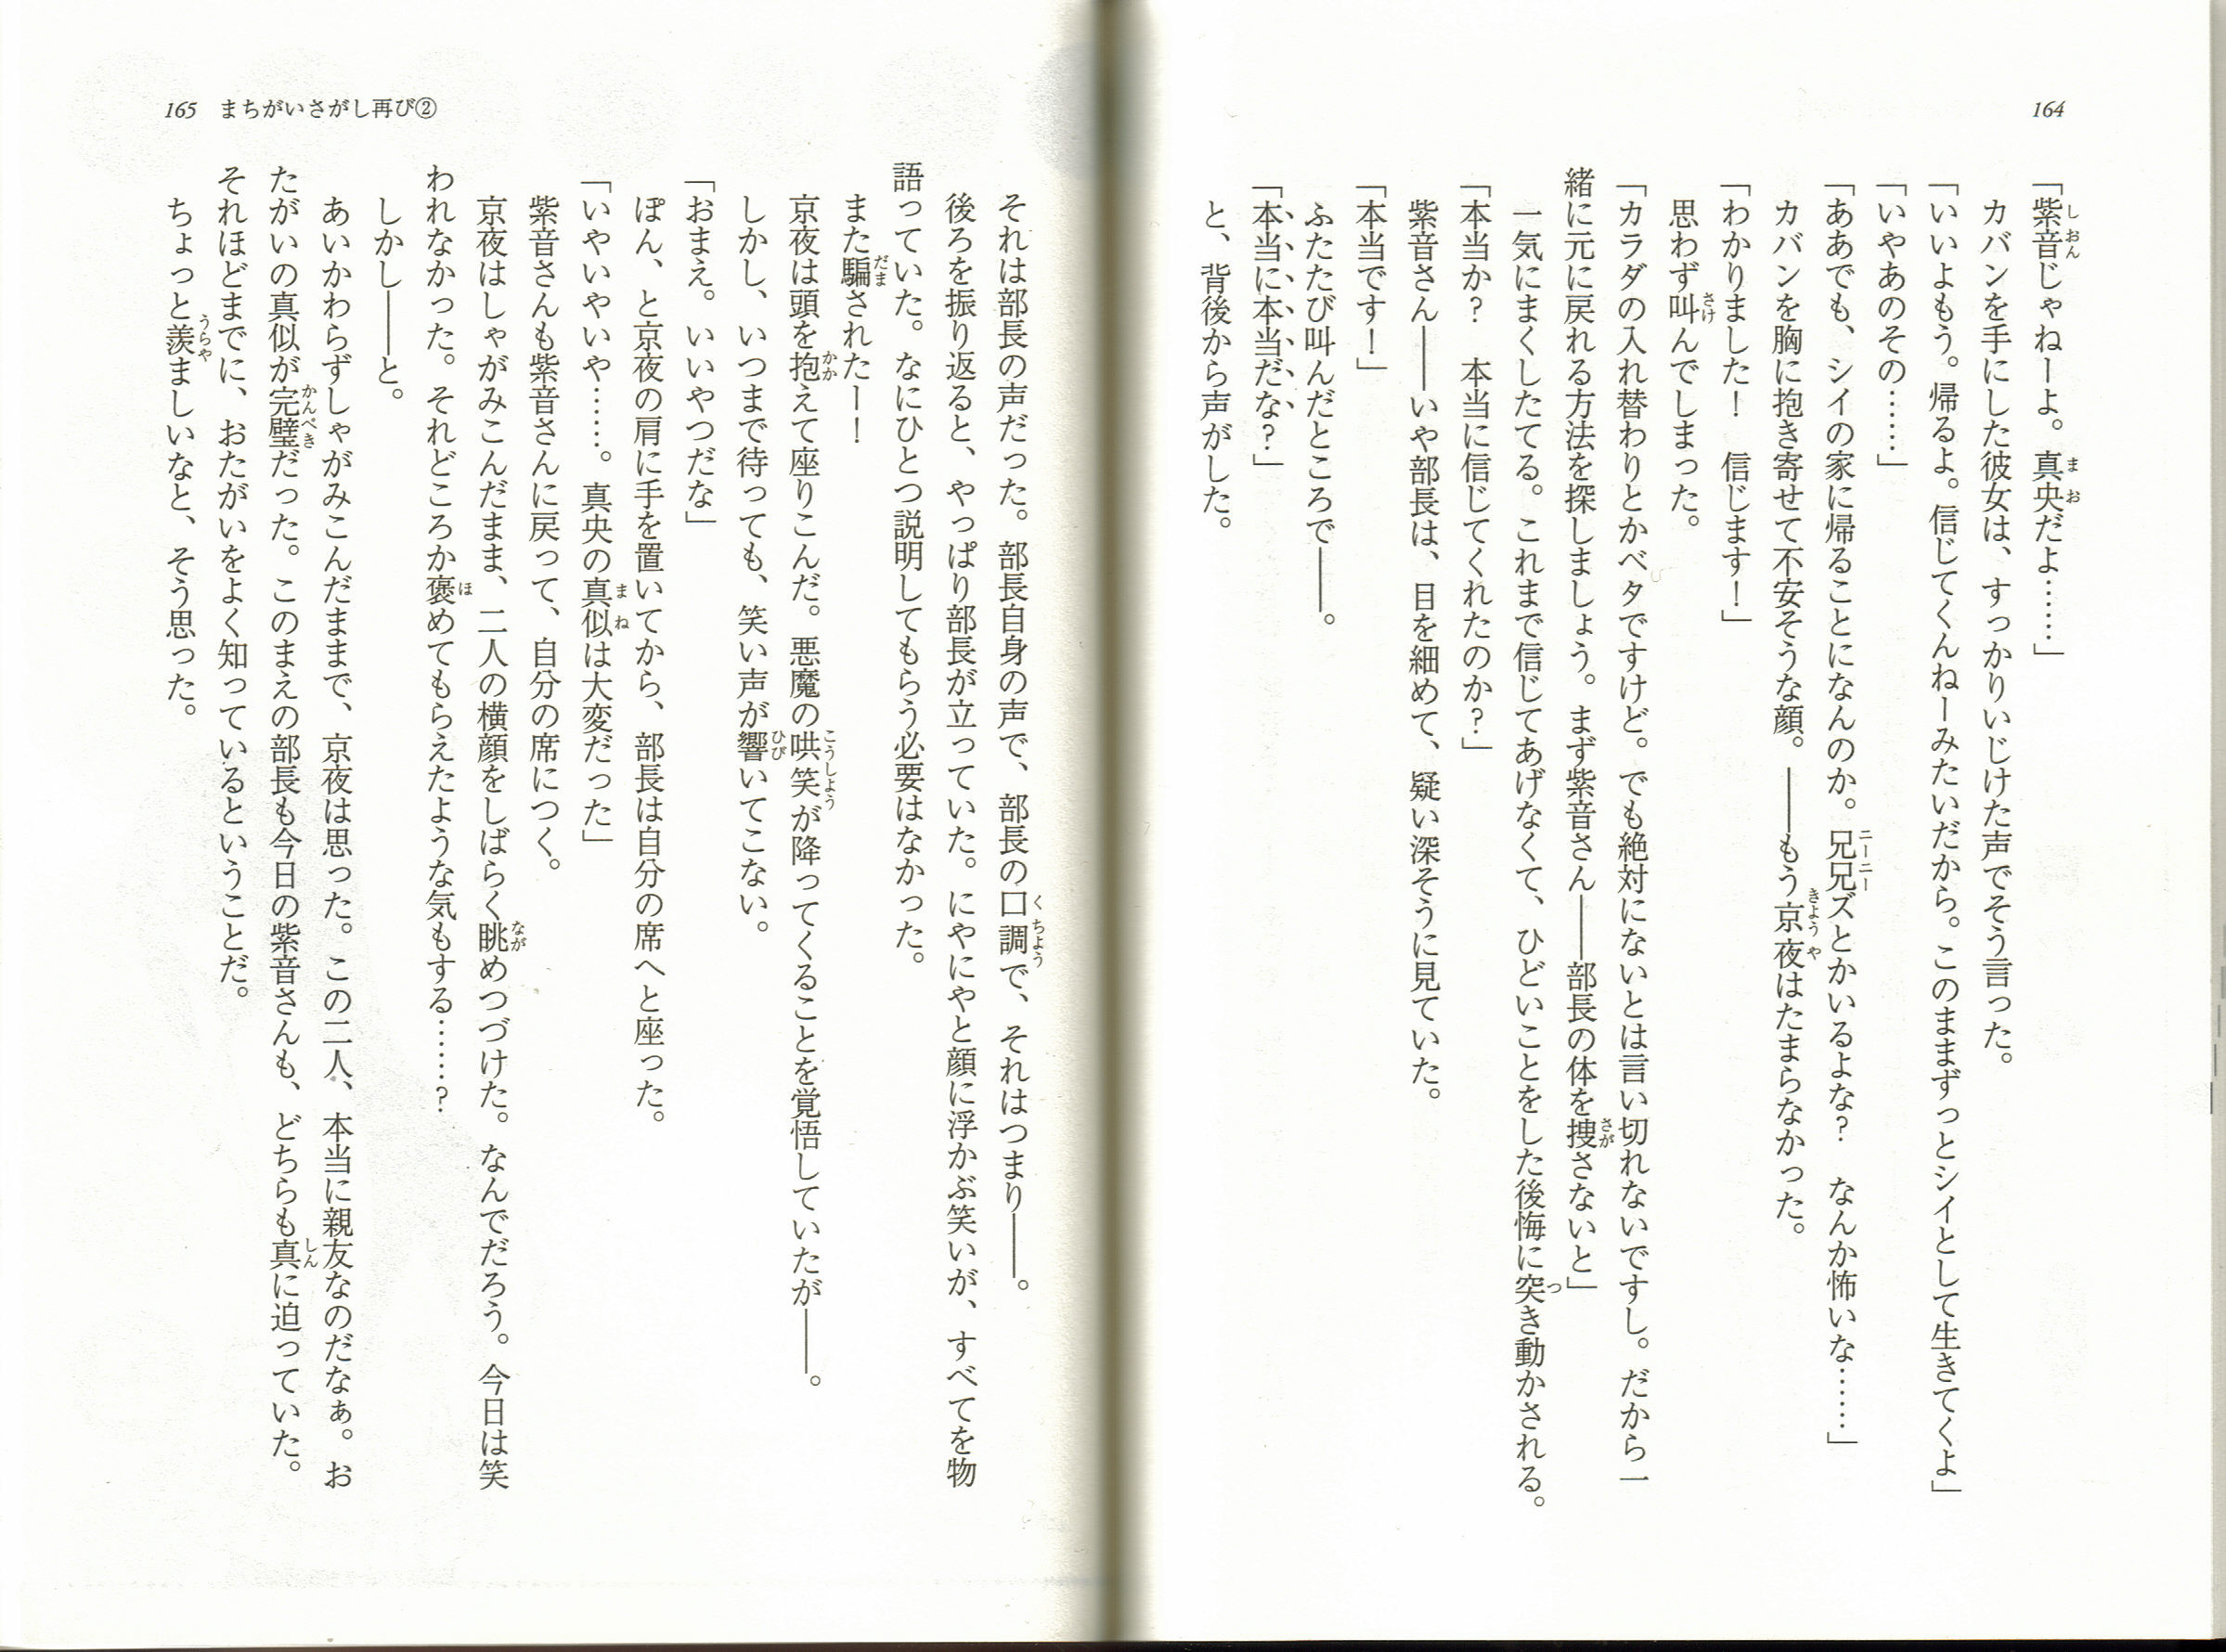 164
「紫音じゃねーよ。真央だよ……」
カバンを手にした彼女は、すっかりいじけた声でそう言った。
「いいよもう。帰るよ。信じてくんねーみたいだから。このままずっとシイとして生きてくよ」
「いやあのその……」
「ああでも、シイの家に帰ることになんのか。兄兄ズとかいるよな？　なんか怖いな……」
カバンを胸に抱き寄せて不安そうな顔。――もう京夜はたまらなかった。
「わかりました！　信じます！」
思わず叫んでしまった。
「カラダの入れ替わりとかベタですけど。でも絶対にないとは言い切れないですし。だから一
緒に元に戻れる方法を探しましょう。まず紫音さん――部長の体を捜さないと」
一気にまくしたてる。これまで信じてあげなくて、ひどいことをした後悔に突き動かされる。
「本当か？　本当に信じてくれたのか？」
紫音さん――いや部長は、目を細めて、疑い深そうに見ていた。
「本当です！」
ふたたび叫んだところで――。
「本当に本当だな？」
と、背後から声がした。
165　まちがいさがし再び②
それは部長の声だった。部長自身の声で、部長の口調で、それはつまり――。
後ろを振り返ると、やっぱり部長が立っていた。にやにやと顔に浮かぶ笑いが、すべてを物
語っていた。なにひとつ説明してもらう必要はなかった。
また騙されたーー！
京夜は頭を抱えて座りこんだ。悪魔の哄笑が降ってくることを覚悟していたが――。
しかし、いつまで待っても、笑い声が響いてこない。
「おまえ。いいやつだな」
ぽん、と京夜の肩に手を置いてから、部長は自分の席へと座った。
「いやいやいや……。真央の真似は大変だった」
紫音さんも紫音さんに戻って、自分の席につく。
京夜はしゃがみこんだまま、二人の横顔をしばらく眺めつづけた。なんでだろう。今日は笑
われなかった。それどころか褒めてもらえたような気もする……？
しかし――と。
あいかわらずしゃがみこんだままで、京夜は思った。この二人、本当に親友なのだなぁ。お
たがいの真似が完璧だった。このまえの部長も今日の紫音さんも、どちらも真に迫っていた。
それほどまでに、おたがいをよく知っているということだ。
ちょっと羨ましいなと、そう思った。